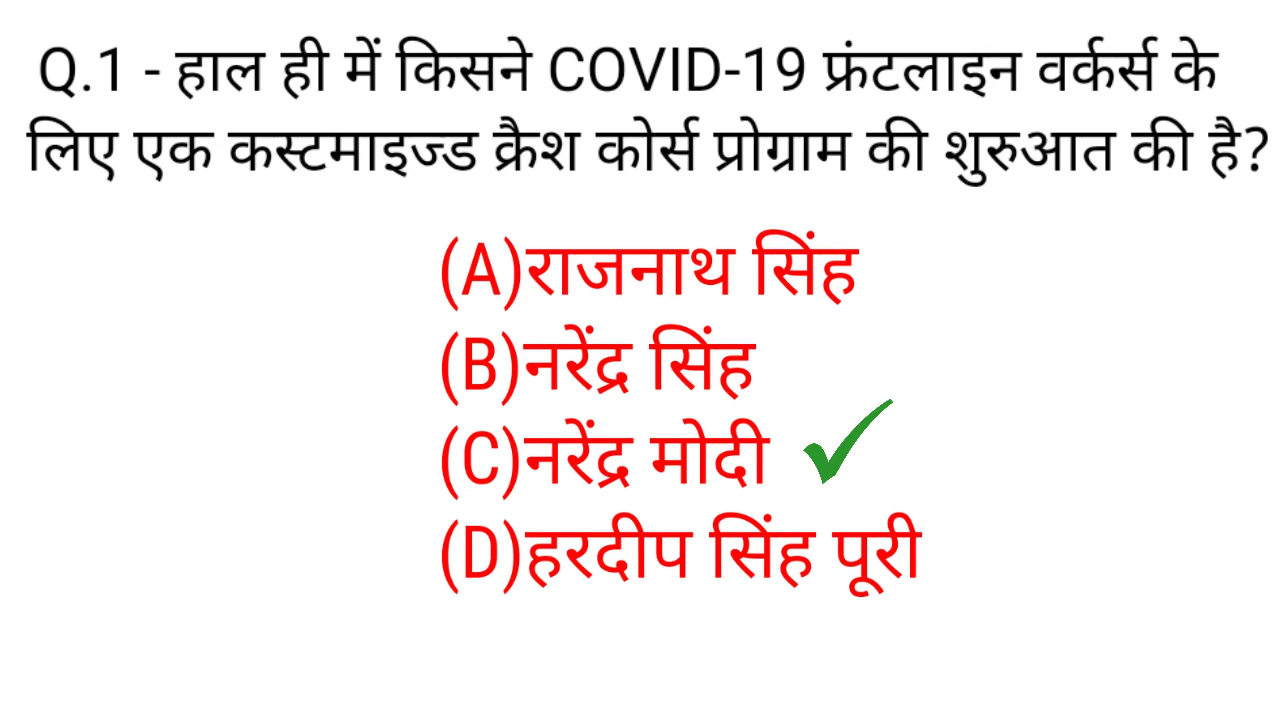 Q.1 - हाल ही में किसने COVID-19 फ्रंटलाइन वर्कर्स के
लिए एक कस्टमाइज्ड क्रैश कोर्स प्रोग्राम की शुरुआत की है?
(A)राजनाथ सिंह
(B)नरेंद्र सिंह
(C)नरेंद्र मोदी
(D)हरदीप सिंह पूरी